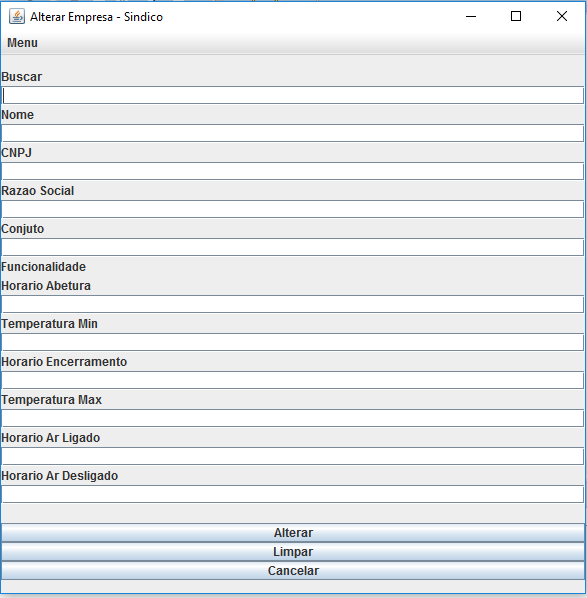 Alterar Empresa - Sindico
Menu
Buscar
Nome
CNPJ
Razao Social
Conjuto
Funcionalidade
Horario Abetura
Temperatura Min
Horario Encerramento
Temperatura Max
Horario Ar Ligado
Horario Ar Desligado
Alterar
Limpar
Cancelar